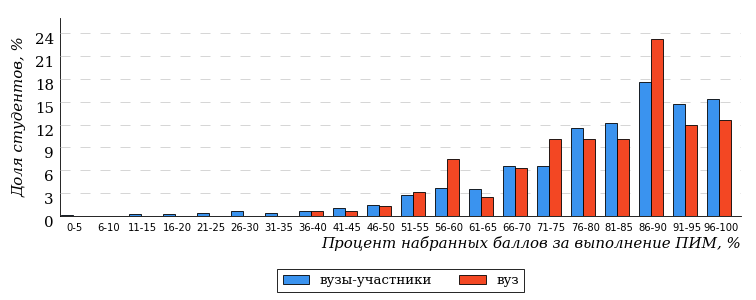 Доля студентов, %
24
21
18
15
12
9
6
3
0
0-5 6-10 11-15 16-20 21-25 26-30 31-35 36-40 41-45 46-50 51-55 56-60 61-65 66-70 71-75 76-80 81-85 86-90 91-95 96-100
Процент набранных баллов за выполнение ПИМ, %
вузы-участники вуз